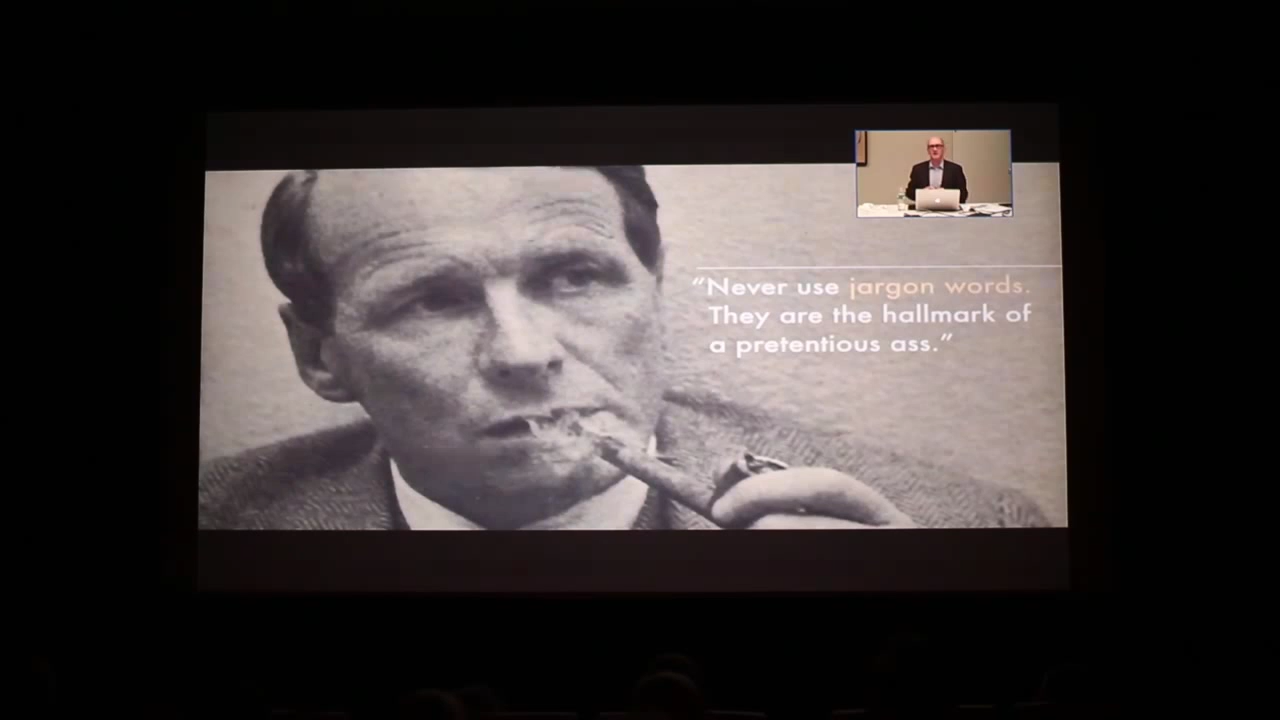 “Never use jargon words.
They are the hallmark of
a pretentious ass.”